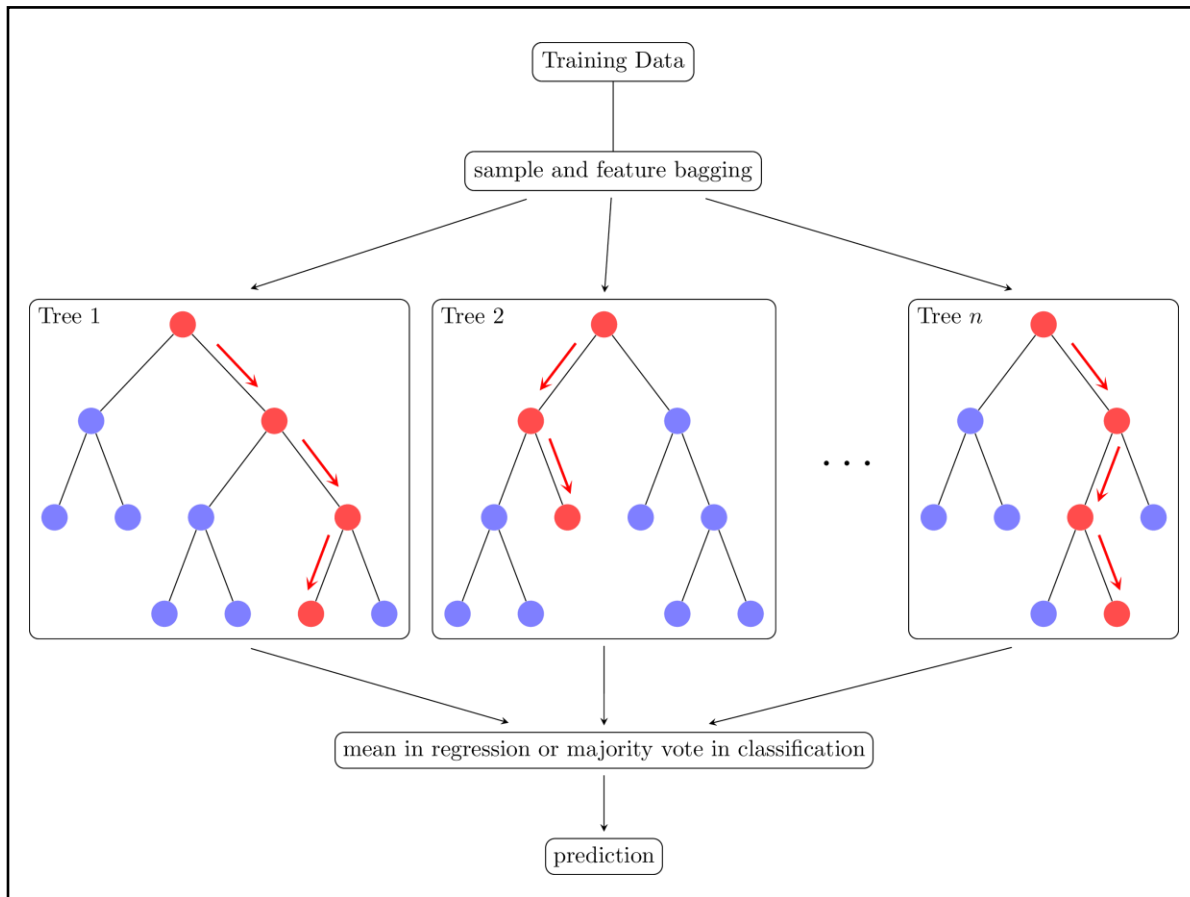 Training Data
sample and feature bagging
Tree 1
Tree 2
Tree n
. . .
mean in regression or majority vote in classification
prediction